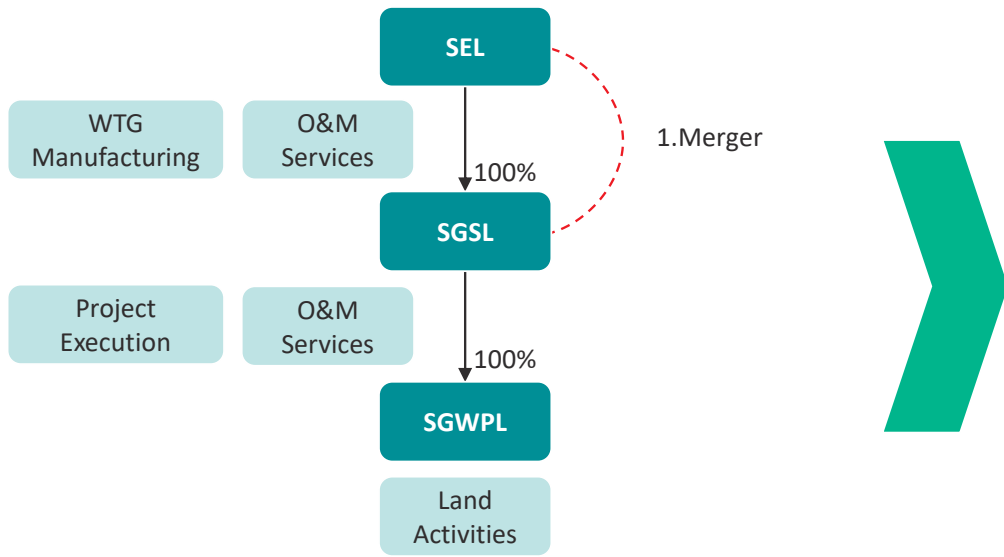 SEL
WTG
Manufacturing
O&M
Services
1.Merger
100%
SGSL
Project
Execution
O&M
Services
100%
SGWPL
Land
Activities